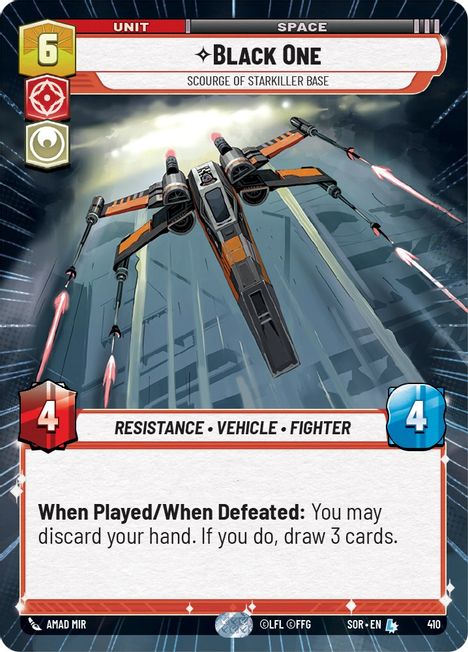 UNIT SPACE
6
✧BLACK ONE
SCOURGE OF STARKILLER BASE
4 4
RESISTANCE • VEHICLE • FIGHTER
When Played/When Defeated: You may
discard your hand. If you do, draw 3 cards.
AMAD MIR ©LFL ©FFG SOR • EN L 410